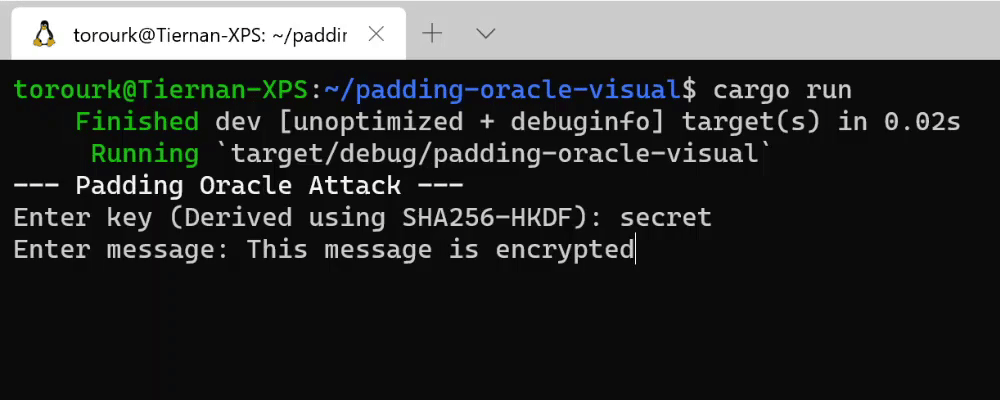 torourk@Tiernan-XPS: ~/paddir
torourk@Tiernan-XPS:~/padding-oracle-visual$ cargo run
Finished dev [unoptimized + debuginfo] target(s) in 0.02s
Running `target/debug/padding-oracle-visual`
--- Padding Oracle Attack ---
Enter key (Derived using SHA256-HKDF): secret
Enter message: This message is encrypted